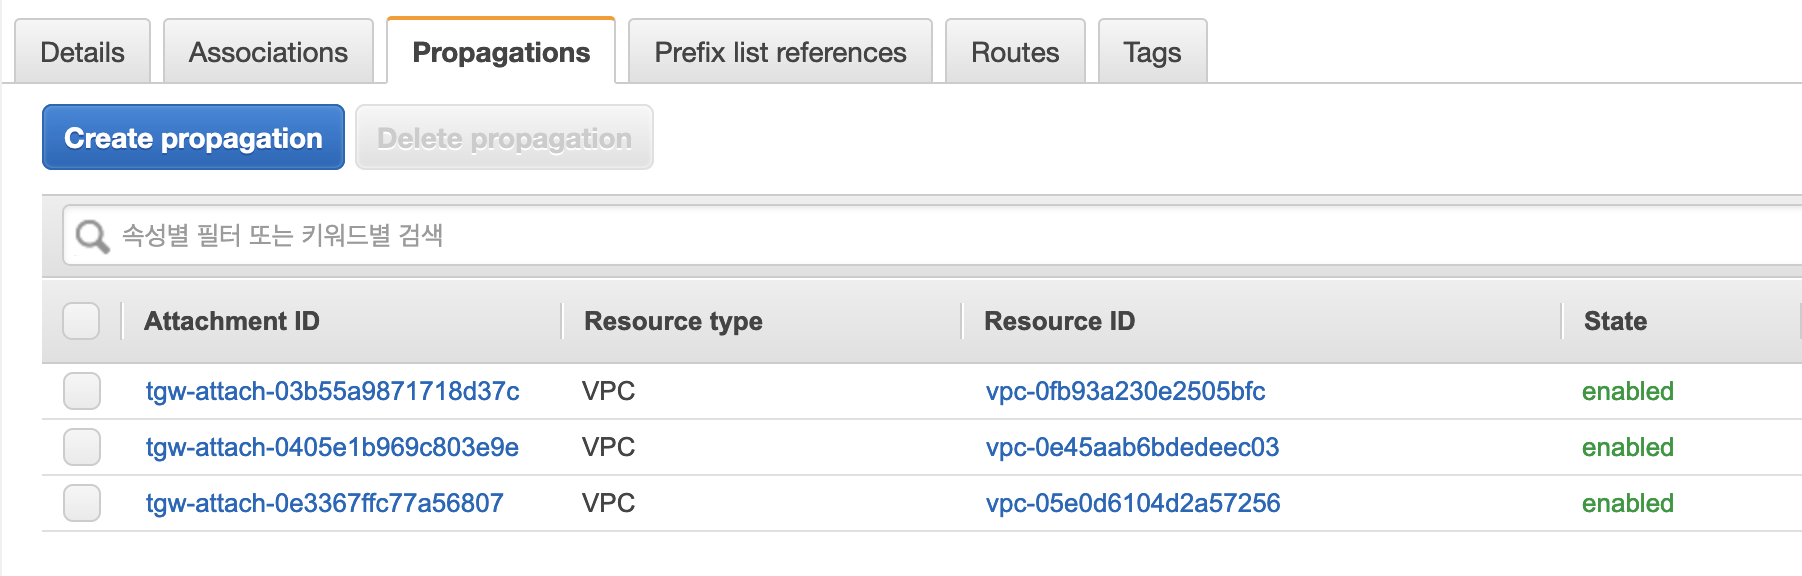 Details Associations Propagations Prefix list references Routes Tags
Create propagation Delete propagation
속성별 필터 또는 키워드별 검색
Attachment ID Resource type Resource ID State
tgw-attach-03b55a9871718d37c VPC vpc-0fb93a230e2505bfc enabled
tgw-attach-0405e1b969c803e9e VPC vpc-0e45aab6bdedeec03 enabled
tgw-attach-0e3367ffc77a56807 VPC vpc-05e0d6104d2a57256 enabled